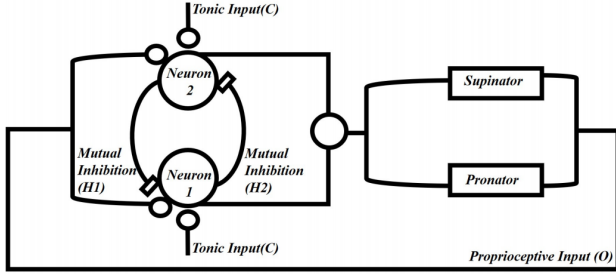 Tonic Input(C)
Neuron
2
Supinator
Mutual
Inhibition
(H1)
Mutual
Inhibition
(H2)
Neuron
1
Pronator
Tonic Input(C)
Proprioceptive Input (O)